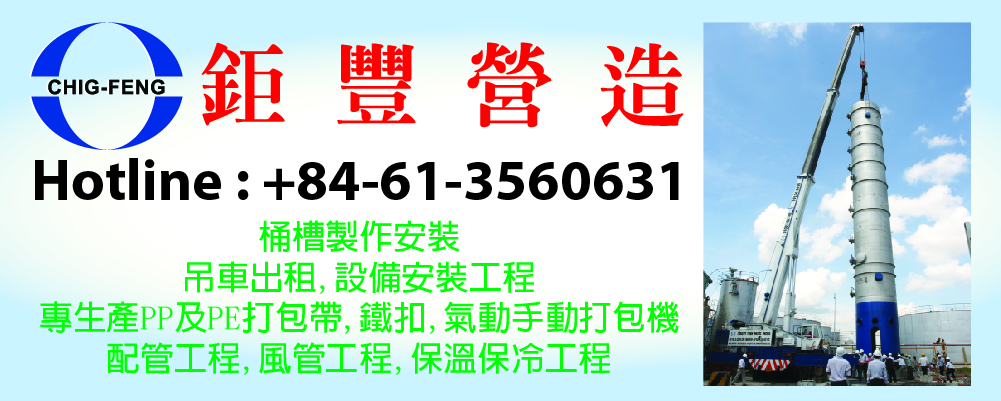 CHIG-FENG
鉅豐營造
Hotline : +84-61-3560631
桶槽製作安裝
吊車出租, 設備安裝工程
專生產PP及PE打包帶, 鐵扣, 氣動手動打包機
配管工程, 風管工程, 保溫保冷工程